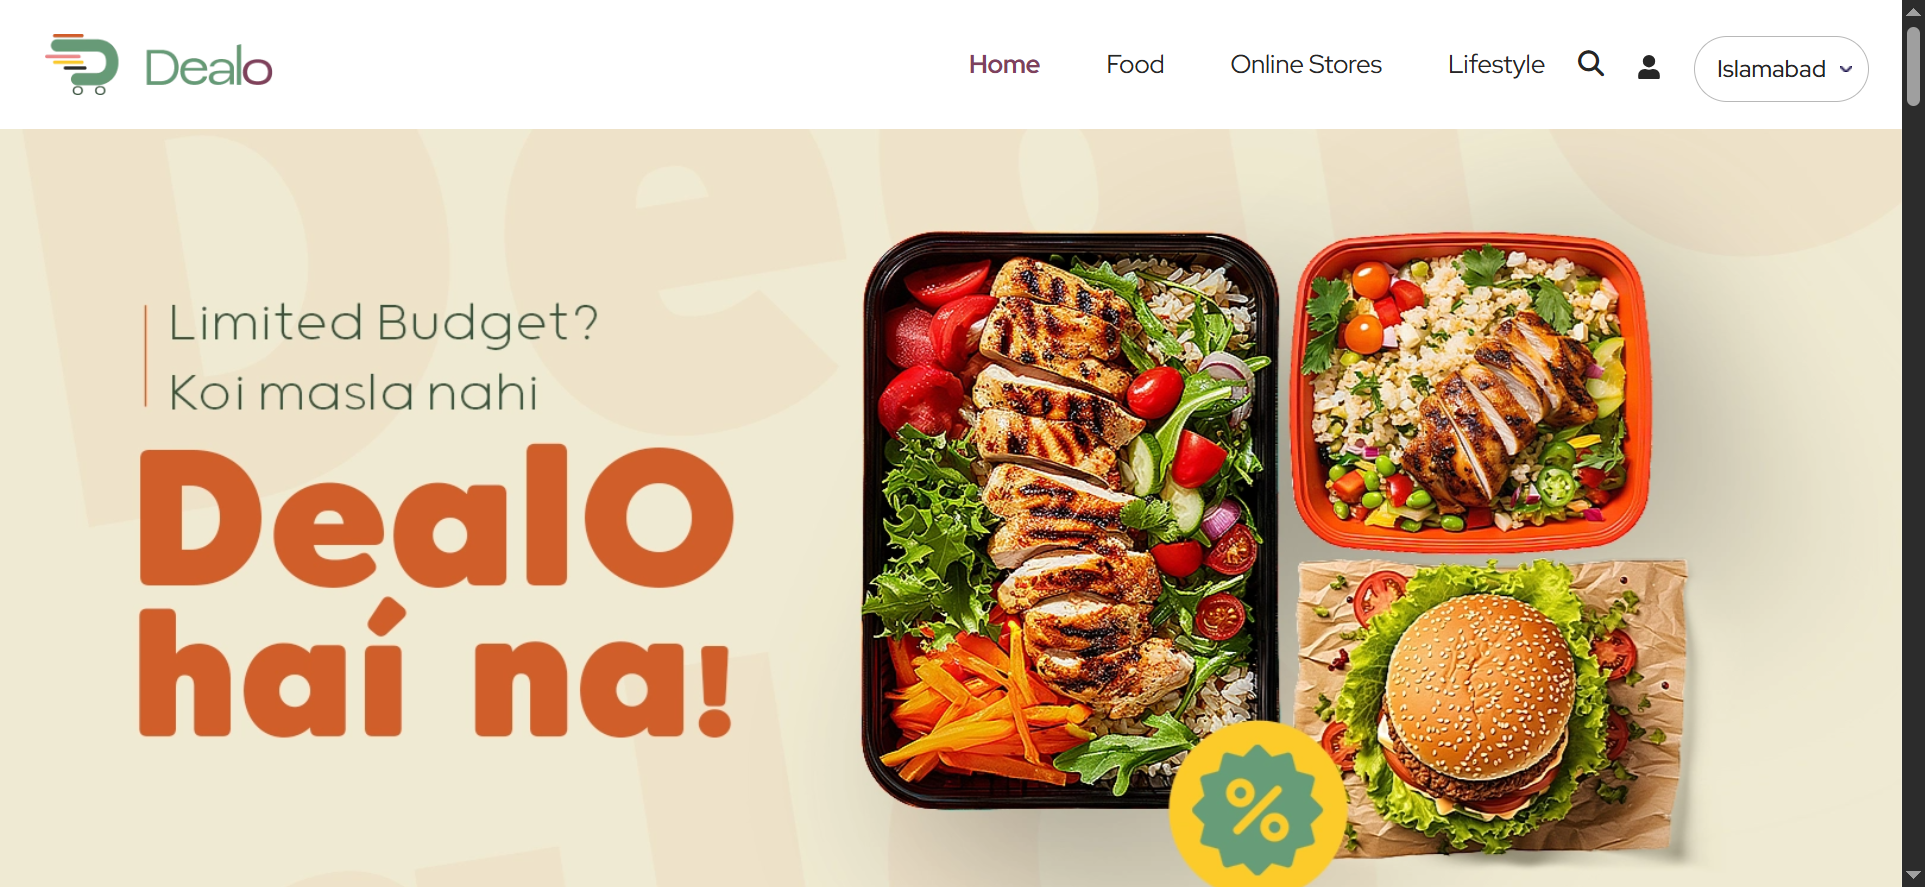 Dealo
Home
Food
Online Stores
Lifestyle
Islamabad
Limited Budget?
Koi masla nahi
DealO
haí na!
%